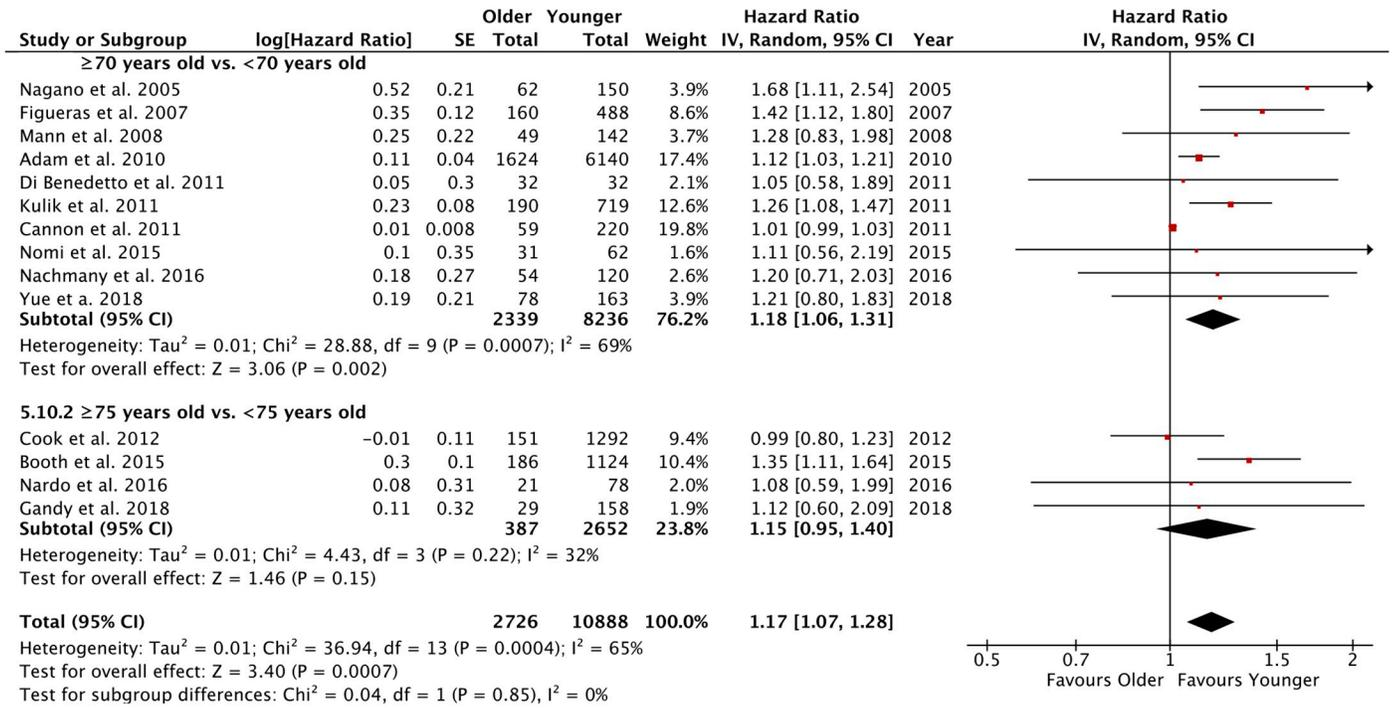 Older Younger Hazard Ratio Hazard Ratio
Study or Subgroup log[Hazard Ratio] SE Total Total Weight IV, Random, 95% CI Year IV, Random, 95% CI
≥70 years old vs. <70 years old
Nagano et al. 2005 0.52 0.21 62 150 3.9% 1.68 [1.11, 2.54] 2005
Figueras et al. 2007 0.35 0.12 160 488 8.6% 1.42 [1.12, 1.80] 2007
Mann et al. 2008 0.25 0.22 49 142 3.7% 1.28 [0.83, 1.98] 2008
Adam et al. 2010 0.11 0.04 1624 6140 17.4% 1.12 [1.03, 1.21] 2010
Di Benedetto et al. 2011 0.05 0.3 32 32 2.1% 1.05 [0.58, 1.89] 2011
Kulik et al. 2011 0.23 0.08 190 719 12.6% 1.26 [1.08, 1.47] 2011
Cannon et al. 2011 0.01 0.008 59 220 19.8% 1.01 [0.99, 1.03] 2011
Nomi et al. 2015 0.1 0.35 31 62 1.6% 1.11 [0.56, 2.19] 2015
Nachmany et al. 2016 0.18 0.27 54 120 2.6% 1.20 [0.71, 2.03] 2016
Yue et a. 2018 0.19 0.21 78 163 3.9% 1.21 [0.80, 1.83] 2018
Subtotal (95% CI) 2339 8236 76.2% 1.18 [1.06, 1.31]
Heterogeneity: Tau² = 0.01; Chi² = 28.88, df = 9 (P = 0.0007); I² = 69%
Test for overall effect: Z = 3.06 (P = 0.002)
5.10.2 ≥75 years old vs. <75 years old
Cook et al. 2012 −0.01 0.11 151 1292 9.4% 0.99 [0.80, 1.23] 2012
Booth et al. 2015 0.3 0.1 186 1124 10.4% 1.35 [1.11, 1.64] 2015
Nardo et al. 2016 0.08 0.31 21 78 2.0% 1.08 [0.59, 1.99] 2016
Gandy et al. 2018 0.11 0.32 29 158 1.9% 1.12 [0.60, 2.09] 2018
Subtotal (95% CI) 387 2652 23.8% 1.15 [0.95, 1.40]
Heterogeneity: Tau² = 0.01; Chi² = 4.43, df = 3 (P = 0.22); I² = 32%
Test for overall effect: Z = 1.46 (P = 0.15)
Total (95% CI) 2726 10888 100.0% 1.17 [1.07, 1.28]
Heterogeneity: Tau² = 0.01; Chi² = 36.94, df = 13 (P = 0.0004); I² = 65%
Test for overall effect: Z = 3.40 (P = 0.0007)
Test for subgroup differences: Chi² = 0.04, df = 1 (P = 0.85), I² = 0%
0.5 0.7 1 1.5 2
Favours Older Favours Younger